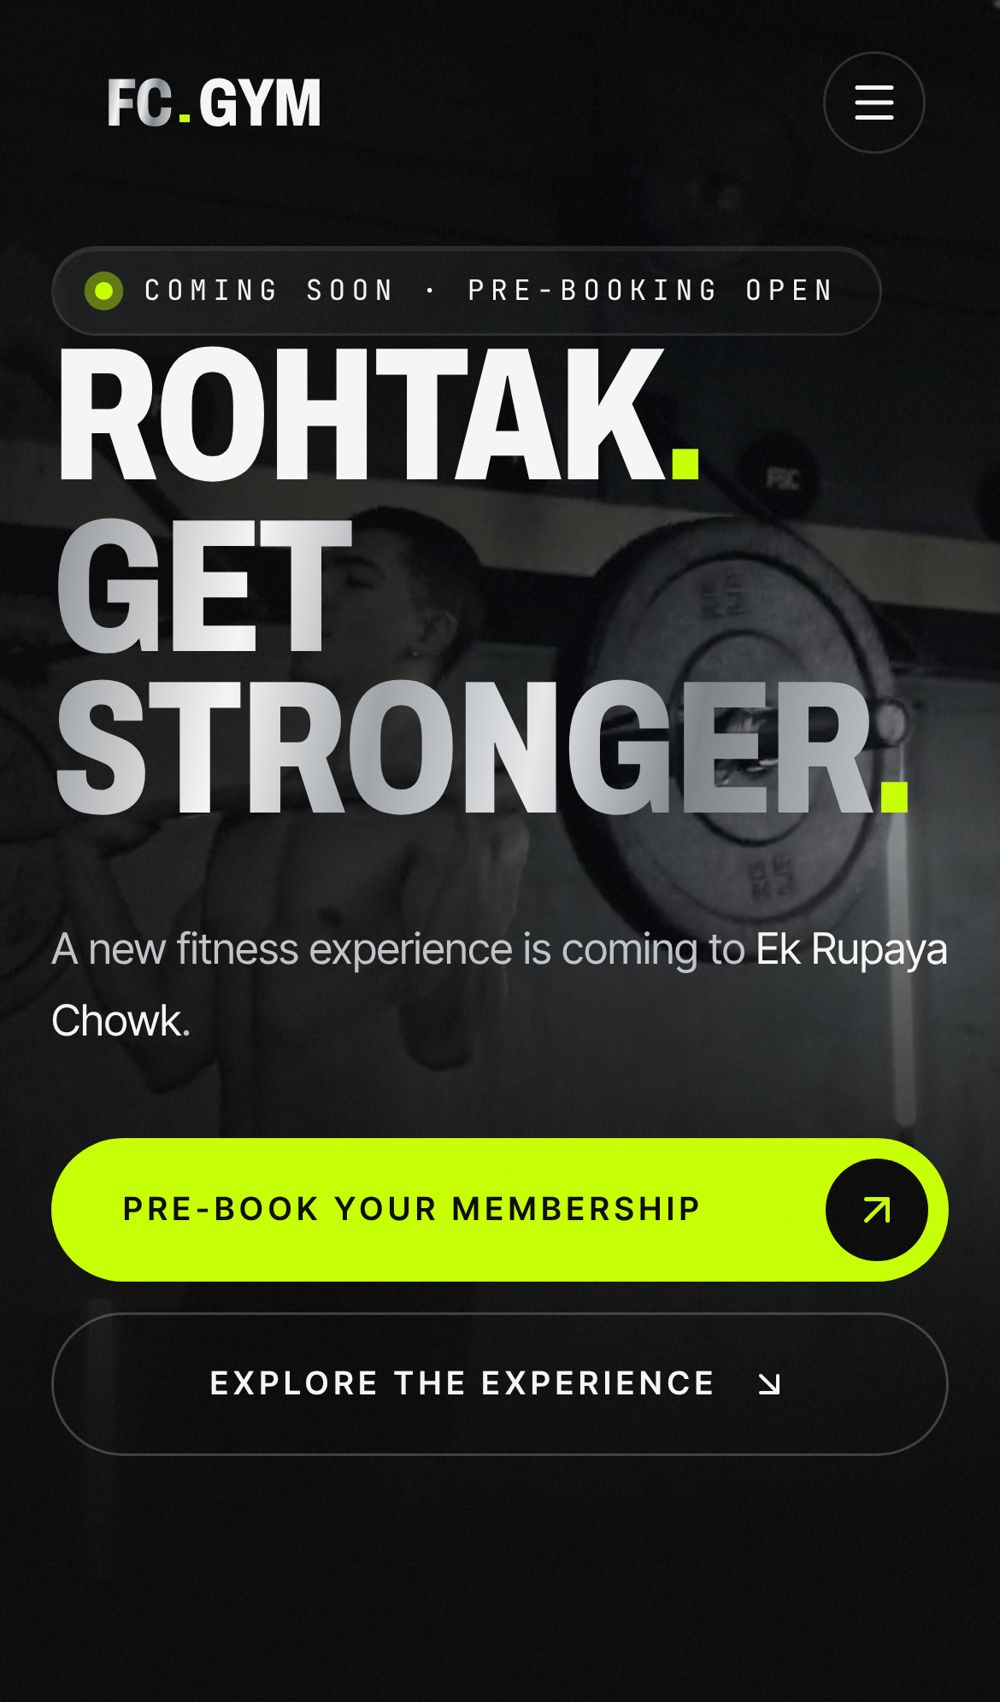 FC.GYM
COMING SOON · PRE-BOOKING OPEN
ROHTAK.
GET
STRONGER.
A new fitness experience is coming to Ek Rupaya
Chowk.
PRE-BOOK YOUR MEMBERSHIP
EXPLORE THE EXPERIENCE